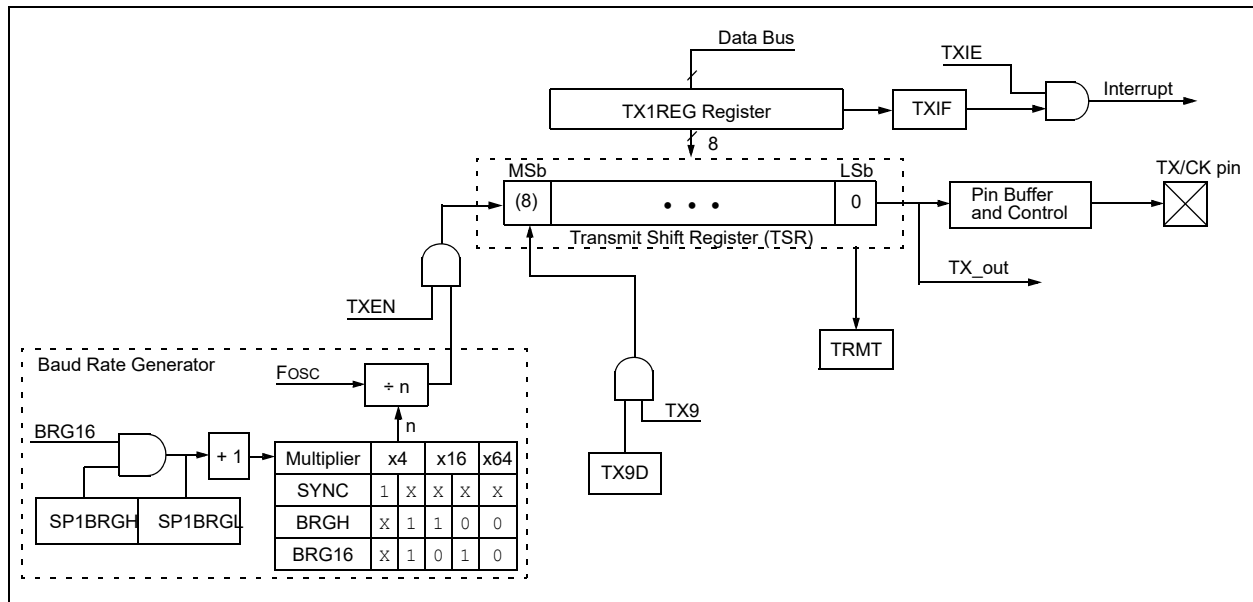 Data Bus
TXIE
Interrupt
TX1REG Register
TXIF
8
MSb
LSb
TX/CK pin
(8)
• • •
0
Pin Buffer
and Control
Transmit Shift Register (TSR)
TX_out
TXEN
TRMT
Baud Rate Generator
FOSC
÷ n
TX9
n
BRG16
+ 1
Multiplier x4 x16 x64
TX9D
SYNC 1 X X X X
SP1BRGH SP1BRGL
BRGH X 1 1 0 0
BRG16 X 1 0 1 0